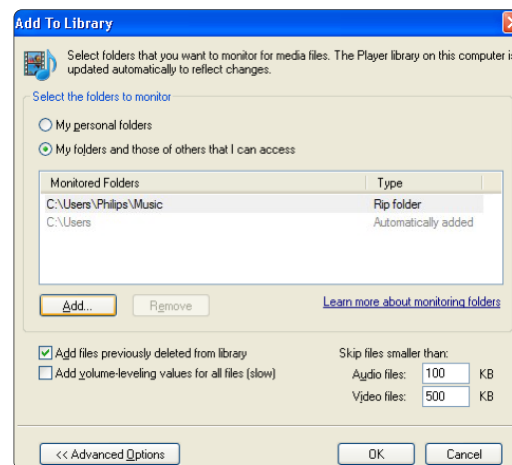 Add To Library
Select folders that you want to monitor for media files. The Player library on this computer is
updated automatically to reflect changes.
Select the folders to monitor
My personal folders
My folders and those of others that I can access
Monitored Folders Type
C:\Users\Philips\Music Rip folder
C:\Users Automatically added
Add... Remove Learn more about monitoring folders
Add files previously deleted from library Skip files smaller than:
Add volume-leveling values for all files (slow) Audio files: 100 KB
Video files: 500 KB
<< Advanced Options OK Cancel